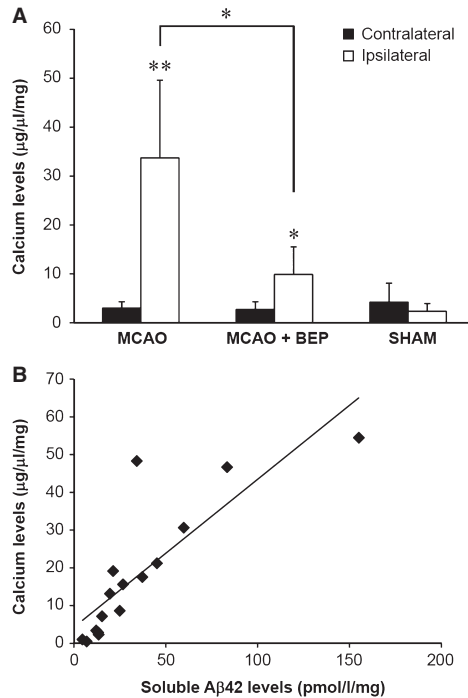 A
*
Contralateral
Ipsilateral
**
*
Calcium levels (µg/µl/mg)
60
50
40
30
20
10
0
MCAO
MCAO + BEP
SHAM
B
Calcium levels (µg/µl/mg)
70
60
50
40
30
20
10
0
0 50 100 150 200
Soluble Aβ42 levels (pmol/l/mg)